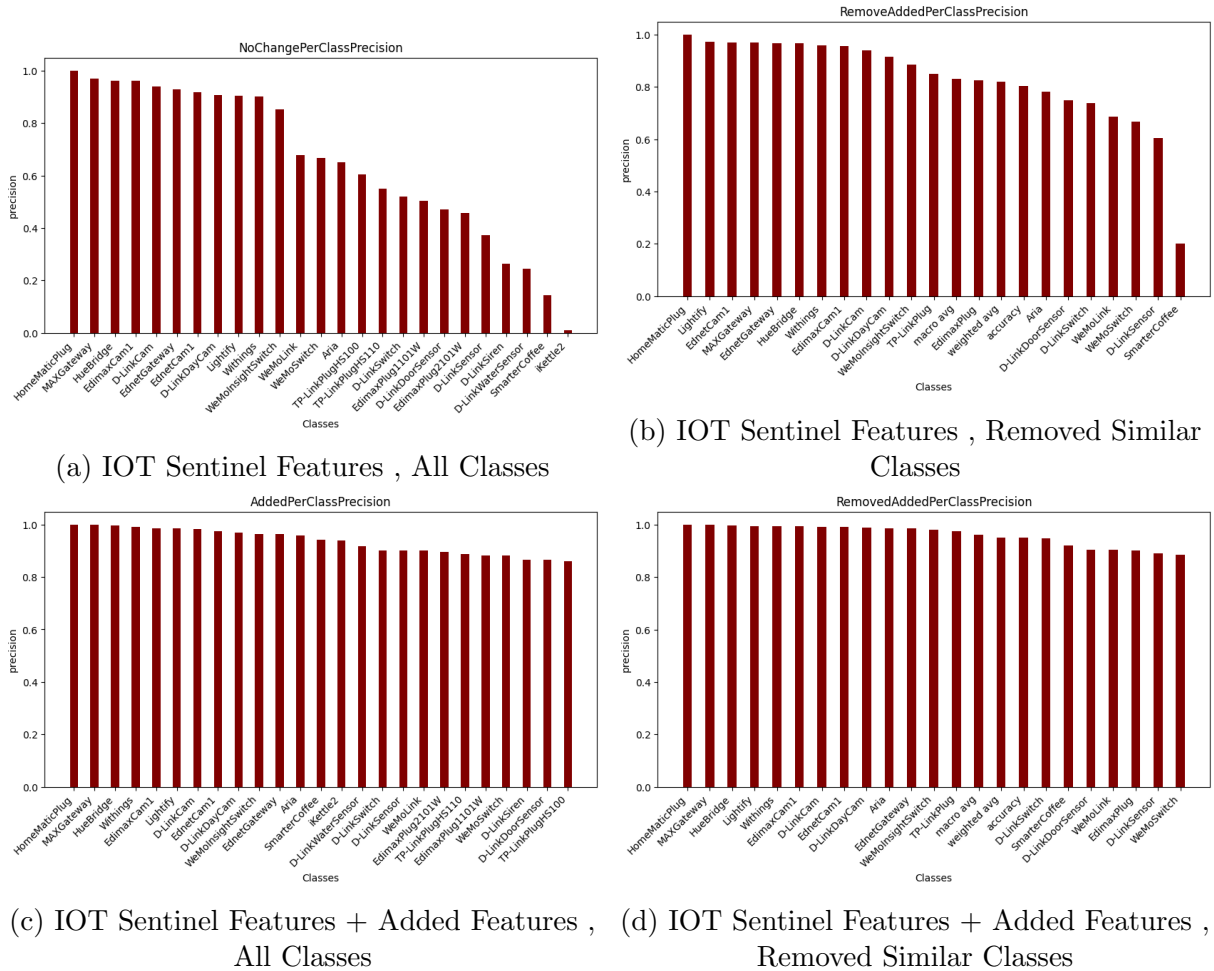 NoChangePerClassPrecision
1.0
0.8
0.6
0.4
0.2
0.0
precision
HomeMaticPlug
MAXGateway
HueBridge
EdimaxCam1
D-LinkCam
EdnetGateway
EdnetCam1
D-LinkDayCam
Lightify
Withings
WeMoInsightSwitch
WeMoLink
WeMoSwitch
Aria
TP-LinkPlugHS100
TP-LinkPlugHS110
D-LinkSwitch
EdimaxPlug1101W
D-LinkDoorSensor
EdimaxPlug2101W
D-LinkSensor
D-LinkSiren
D-LinkWaterSensor
SmarterCoffee
iKettle2
Classes
(a) IOT Sentinel Features , All Classes
RemoveAddedPerClassPrecision
1.0
0.8
0.6
0.4
0.2
0.0
precision
HomeMaticPlug
Lightify
EdnetCam1
MAXGateway
EdnetGateway
HueBridge
Withings
EdimaxCam1
D-LinkCam
D-LinkDayCam
WeMoInsightSwitch
TP-LinkPlug
macro avg
EdimaxPlug
weighted avg
accuracy
Aria
D-LinkDoorSensor
D-LinkSwitch
WeMoLink
WeMoSwitch
D-LinkSensor
SmarterCoffee
Classes
(b) IOT Sentinel Features , Removed Similar
Classes
AddedPerClassPrecision
1.0
0.8
0.6
0.4
0.2
0.0
precision
HomeMaticPlug
MAXGateway
HueBridge
Withings
EdimaxCam1
Lightify
D-LinkCam
EdnetCam1
D-LinkDayCam
WeMoInsightSwitch
EdnetGateway
Aria
SmarterCoffee
iKettle2
D-LinkWaterSensor
D-LinkSwitch
D-LinkSensor
WeMoLink
EdimaxPlug2101W
TP-LinkPlugHS110
EdimaxPlug1101W
WeMoSwitch
D-LinkSiren
D-LinkDoorSensor
TP-LinkPlugHS100
Classes
(c) IOT Sentinel Features + Added Features ,
All Classes
RemovedAddedPerClassPrecision
1.0
0.8
0.6
0.4
0.2
0.0
precision
HomeMaticPlug
MAXGateway
HueBridge
Lightify
Withings
EdimaxCam1
D-LinkCam
EdnetCam1
D-LinkDayCam
Aria
EdnetGateway
WeMoInsightSwitch
TP-LinkPlug
macro avg
weighted avg
accuracy
D-LinkSwitch
SmarterCoffee
D-LinkDoorSensor
WeMoLink
EdimaxPlug
D-LinkSensor
WeMoSwitch
Classes
(d) IOT Sentinel Features + Added Features ,
Removed Similar Classes